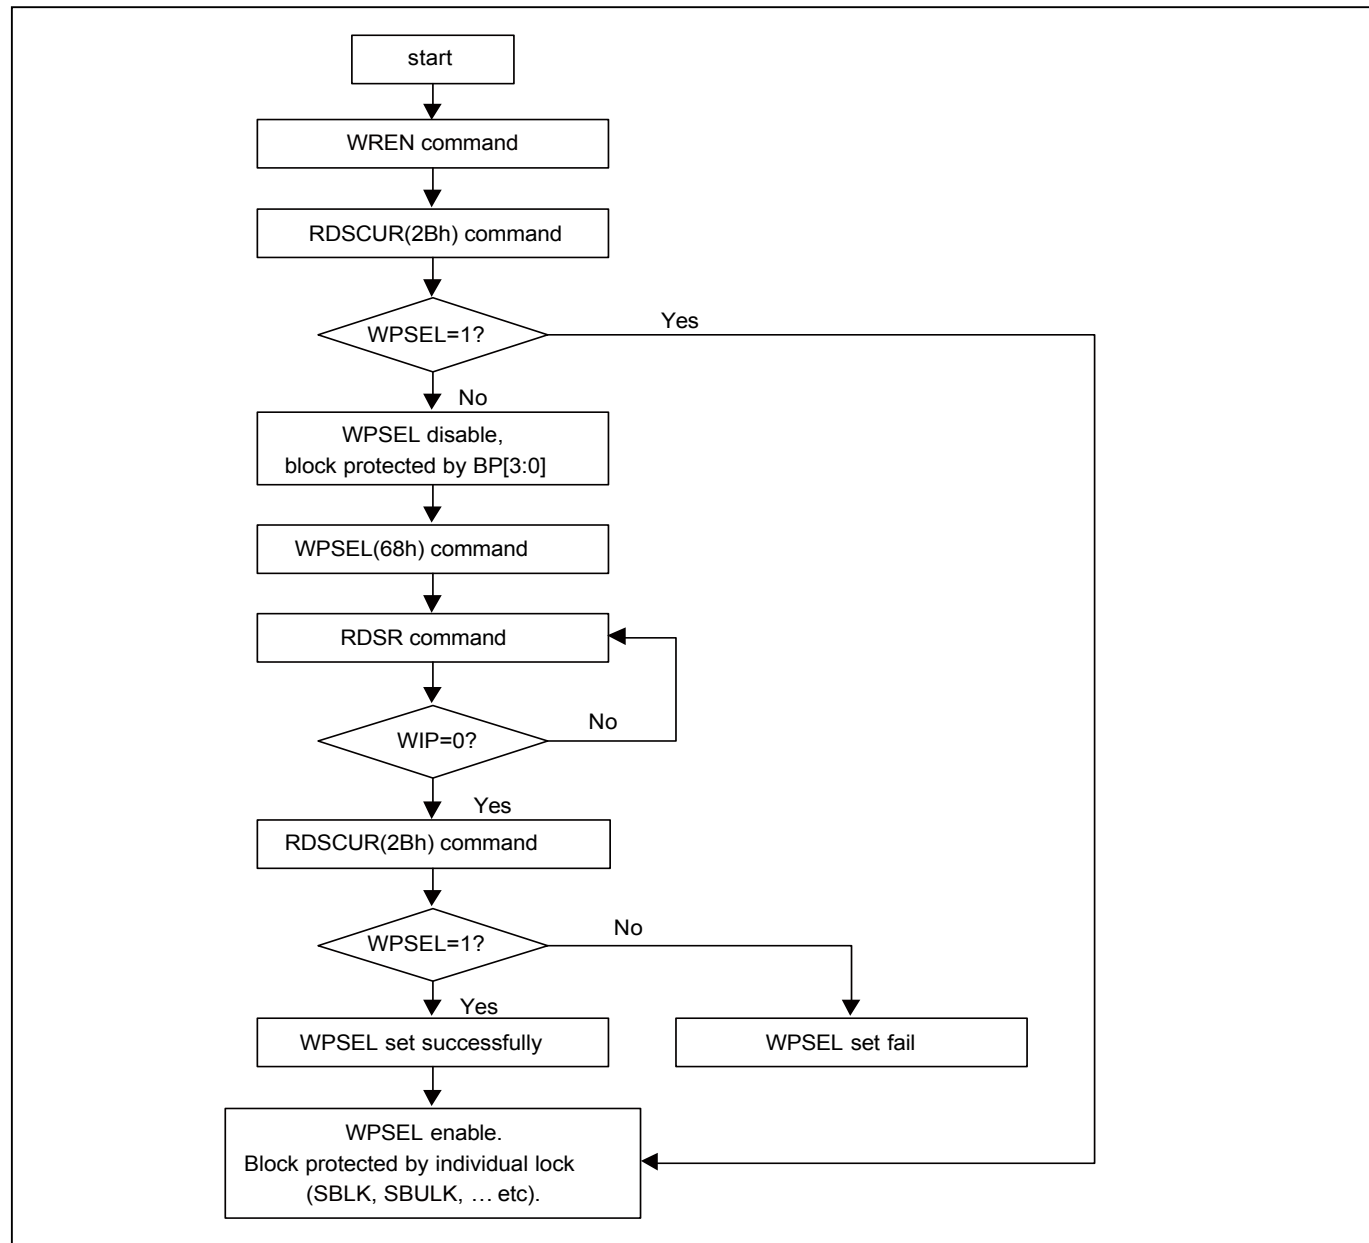 start
WREN command
RDSCUR(2Bh) command
WPSEL=1?
Yes
No
WPSEL disable,
block protected by BP[3:0]
WPSEL(68h) command
RDSR command
WIP=0?
No
Yes
RDSCUR(2Bh) command
WPSEL=1?
No
Yes
WPSEL set successfully
WPSEL set fail
WPSEL enable.
Block protected by individual lock
(SBLK, SBULK, … etc).